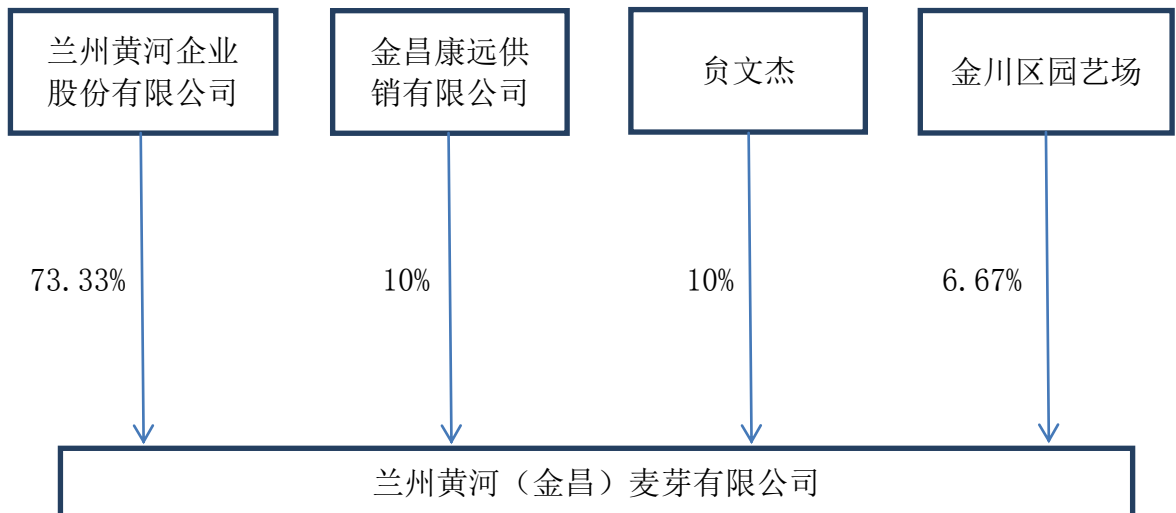 兰州黄河企业
股份有限公司
金昌康远供
销有限公司
贠文杰
金川区园艺场
73.33%
10%
10%
6.67%
兰州黄河（金昌）麦芽有限公司